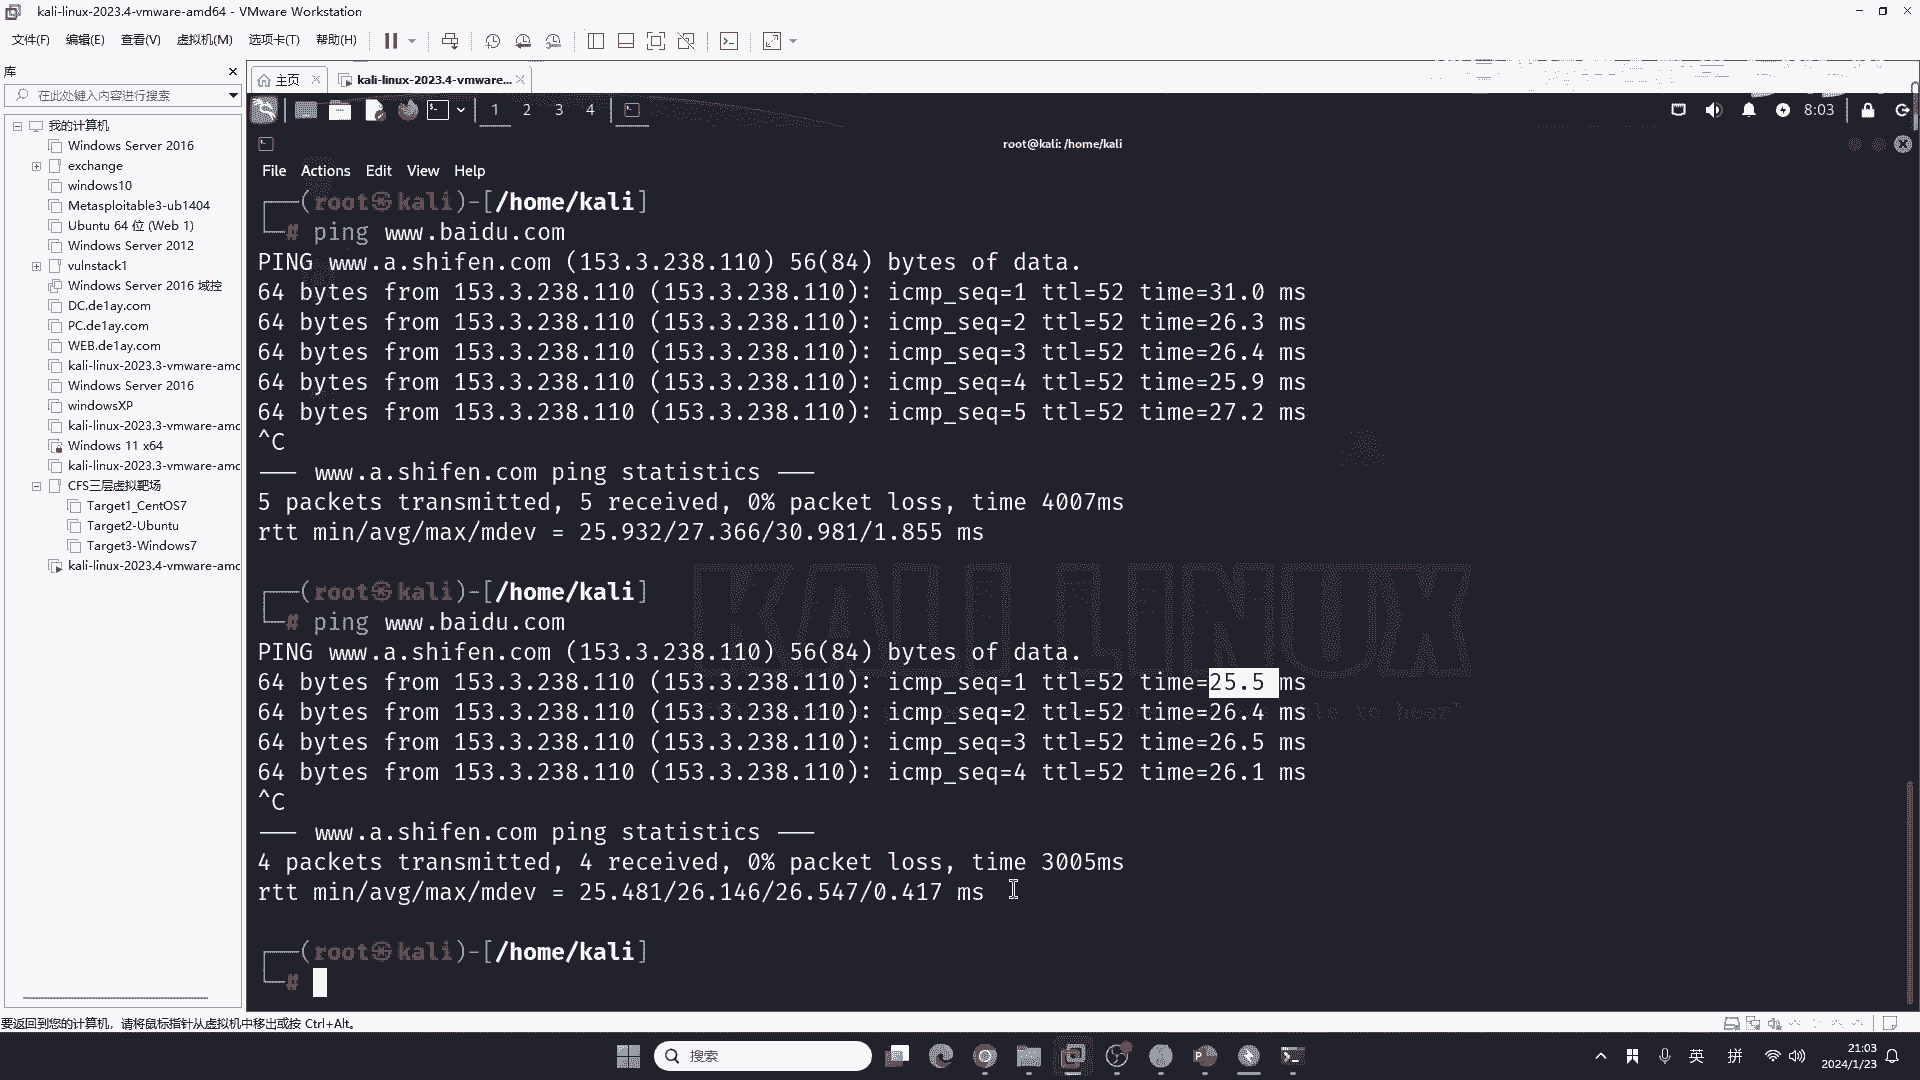 kali-linux-2023.4-vmware-amd64 - VMware Workstation
文件(F) 编辑(E) 查看(V) 虚拟机(M) 选项卡(T) 帮助(H)
库
在此处键入内容进行搜索
我的计算机
Windows Server 2016
exchange
windows10
Metasploitable3-ub1404
Ubuntu 64 位 (Web 1)
Windows Server 2012
vulnstack1
Windows Server 2016 域控
DC.de1ay.com
PC.de1ay.com
WEB.de1ay.com
kali-linux-2023.3-vmware-amd
Windows Server 2016
windowsXP
kali-linux-2023.3-vmware-amd
Windows 11 x64
kali-linux-2023.3-vmware-amd
CFS三层虚拟靶场
Target1_CentOS7
Target2-Ubuntu
Target3-Windows7
kali-linux-2023.4-vmware-amd
主页 kali-linux-2023.4-vmware...
1 2 3 4 8:03
root@kali: /home/kali
File Actions Edit View Help
(root㉿kali)-[/home/kali]
# ping www.baidu.com
PING www.a.shifen.com (153.3.238.110) 56(84) bytes of data.
64 bytes from 153.3.238.110 (153.3.238.110): icmp_seq=1 ttl=52 time=31.0 ms
64 bytes from 153.3.238.110 (153.3.238.110): icmp_seq=2 ttl=52 time=26.3 ms
64 bytes from 153.3.238.110 (153.3.238.110): icmp_seq=3 ttl=52 time=26.4 ms
64 bytes from 153.3.238.110 (153.3.238.110): icmp_seq=4 ttl=52 time=25.9 ms
64 bytes from 153.3.238.110 (153.3.238.110): icmp_seq=5 ttl=52 time=27.2 ms
^C
--- www.a.shifen.com ping statistics ---
5 packets transmitted, 5 received, 0% packet loss, time 4007ms
rtt min/avg/max/mdev = 25.932/27.366/30.981/1.855 ms
(root㉿kali)-[/home/kali]
# ping www.baidu.com
PING www.a.shifen.com (153.3.238.110) 56(84) bytes of data.
64 bytes from 153.3.238.110 (153.3.238.110): icmp_seq=1 ttl=52 time=25.5 ms
64 bytes from 153.3.238.110 (153.3.238.110): icmp_seq=2 ttl=52 time=26.4 ms
64 bytes from 153.3.238.110 (153.3.238.110): icmp_seq=3 ttl=52 time=26.5 ms
64 bytes from 153.3.238.110 (153.3.238.110): icmp_seq=4 ttl=52 time=26.1 ms
^C
--- www.a.shifen.com ping statistics ---
4 packets transmitted, 4 received, 0% packet loss, time 3005ms
rtt min/avg/max/mdev = 25.481/26.146/26.547/0.417 ms
(root㉿kali)-[/home/kali]
#
KALI LINUX
to hear"
要返回到您的计算机，请将鼠标指针从虚拟机中移出或按 Ctrl+Alt。
搜索
英 拼
21:03
2024/1/23